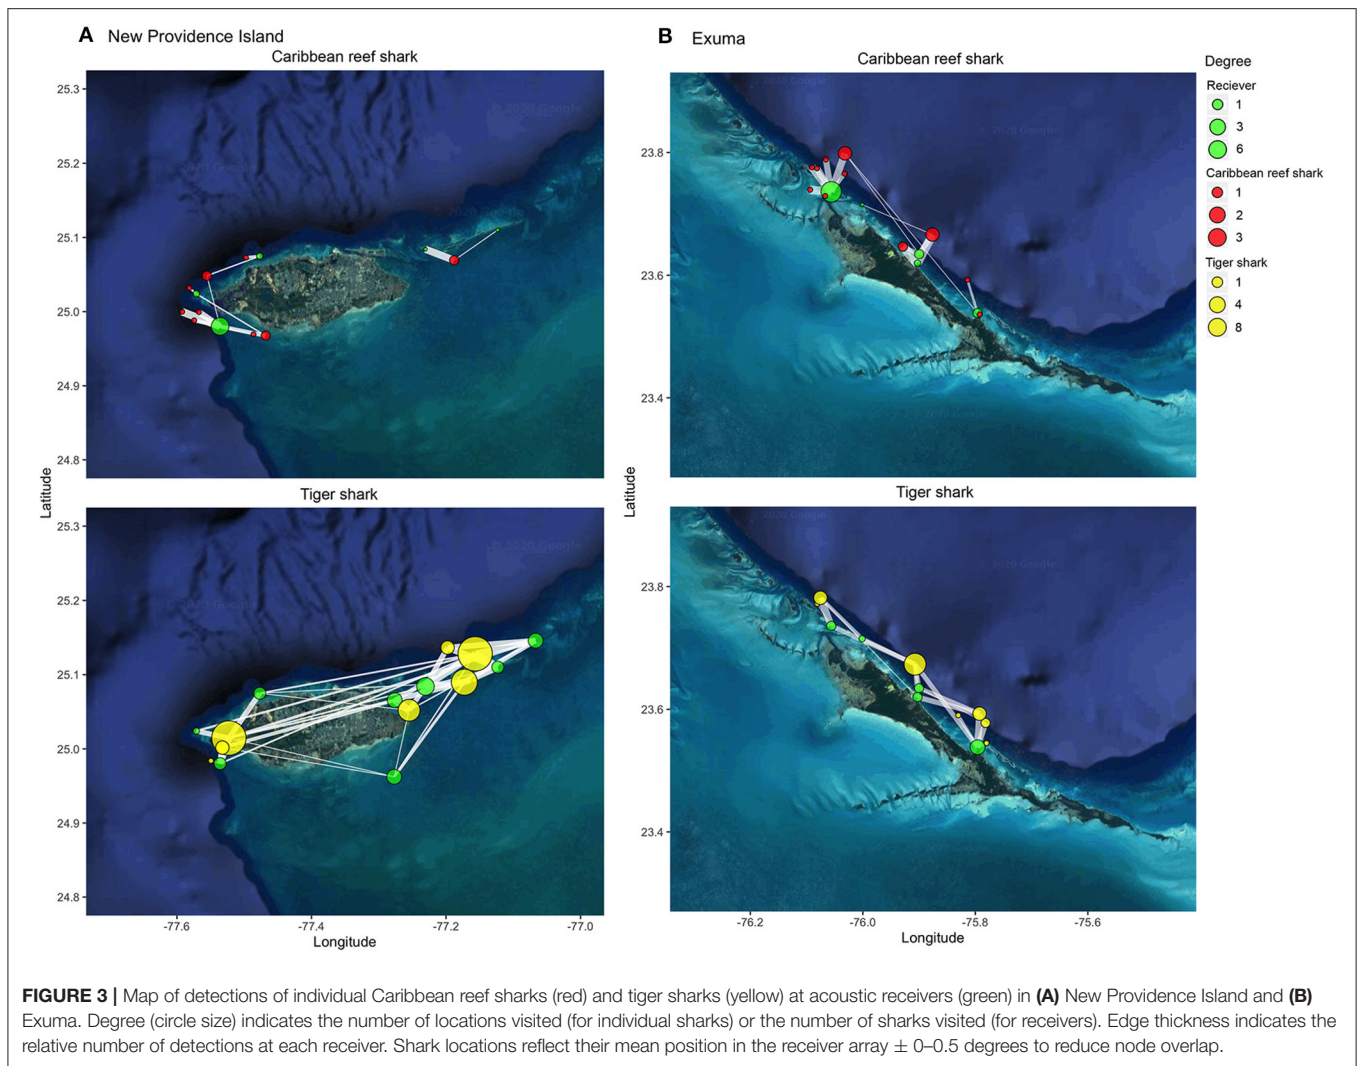 A New Providence Island
Caribbean reef shark
25.3
25.2
25.1
25.0
24.9
24.8
© 2020 Google
Tiger shark
25.3
25.2
25.1
25.0
24.9
24.8
Latitude
-77.6
-77.4
-77.2
-77.0
Longitude
B Exuma
Caribbean reef shark
23.8
23.6
23.4
Tiger shark
23.8
23.6
23.4
Latitude
-76.2
-76.0
-75.8
-75.6
Longitude
Degree
Reciever
1
3
6
Caribbean reef shark
1
2
3
Tiger shark
1
4
8
FIGURE 3 | Map of detections of individual Caribbean reef sharks (red) and tiger sharks (yellow) at acoustic receivers (green) in (A) New Providence Island and (B)
Exuma. Degree (circle size) indicates the number of locations visited (for individual sharks) or the number of sharks visited (for receivers). Edge thickness indicates the
relative number of detections at each receiver. Shark locations reflect their mean position in the receiver array ± 0–0.5 degrees to reduce node overlap.